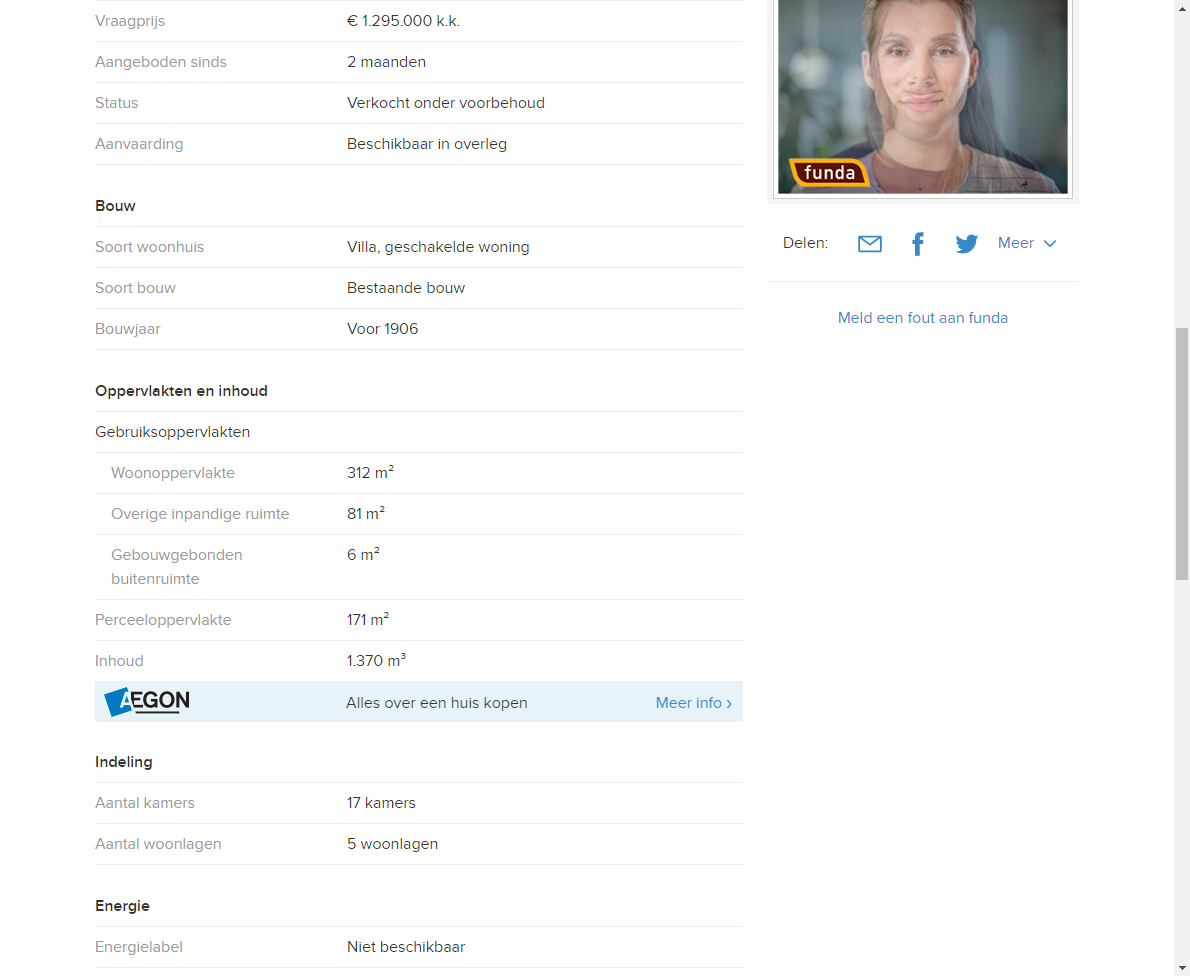 Vraagprijs € 1.295.000 k.k.
Aangeboden sinds 2 maanden
Status Verkocht onder voorbehoud
Aanvaarding Beschikbaar in overleg
Bouw
Soort woonhuis Villa, geschakelde woning
Soort bouw Bestaande bouw
Bouwjaar Voor 1906
Oppervlakten en inhoud
Gebruiksoppervlakten
Woonoppervlakte 312 m²
Overige inpandige ruimte 81 m²
Gebouwgebonden 6 m²
buitenruimte
Perceeloppervlakte 171 m²
Inhoud 1.370 m³
AEGON Alles over een huis kopen Meer info ›
Indeling
Aantal kamers 17 kamers
Aantal woonlagen 5 woonlagen
Energie
Energielabel Niet beschikbaar
funda
Delen: Meer
Meld een fout aan funda